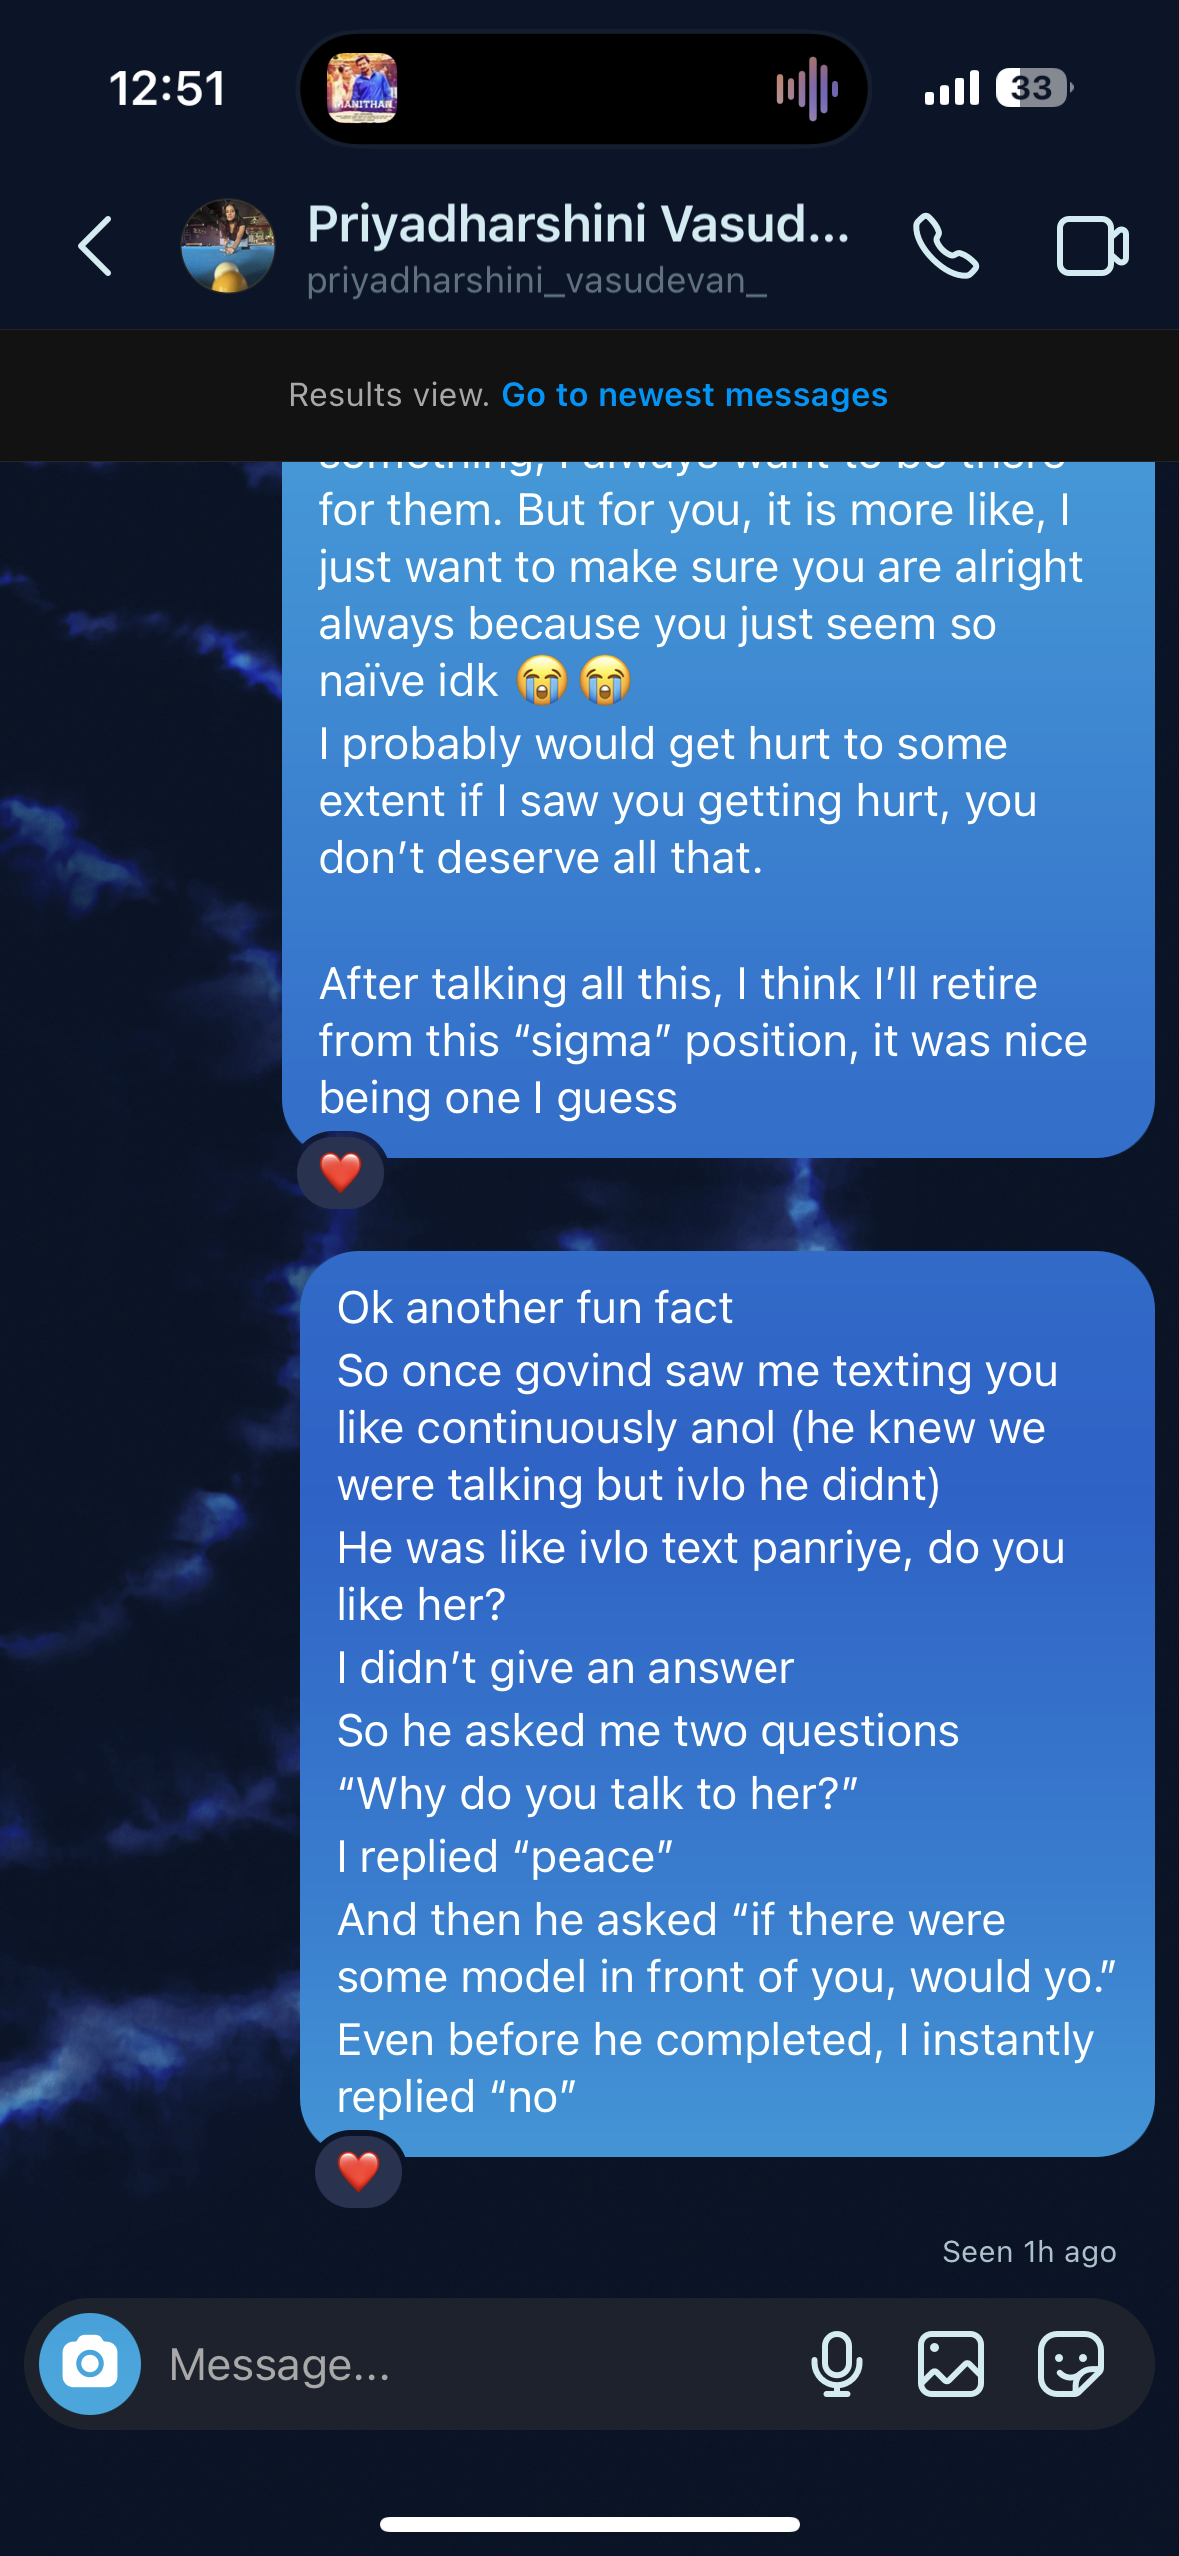 12:51
MANITHAN
33
Priyadharshini Vasud...
priyadharshini_vasudevan_
Results view. Go to newest messages
something, I always want to be there
for them. But for you, it is more like, I
just want to make sure you are alright
always because you just seem so
naïve idk 😭😭
I probably would get hurt to some
extent if I saw you getting hurt, you
don’t deserve all that.
After talking all this, I think I’ll retire
from this “sigma” position, it was nice
being one I guess
❤️
Ok another fun fact
So once govind saw me texting you
like continuously anol (he knew we
were talking but ivlo he didnt)
He was like ivlo text panriye, do you
like her?
I didn’t give an answer
So he asked me two questions
“Why do you talk to her?”
I replied “peace”
And then he asked “if there were
some model in front of you, would yo.”
Even before he completed, I instantly
replied “no”
❤️
Seen 1h ago
Message...